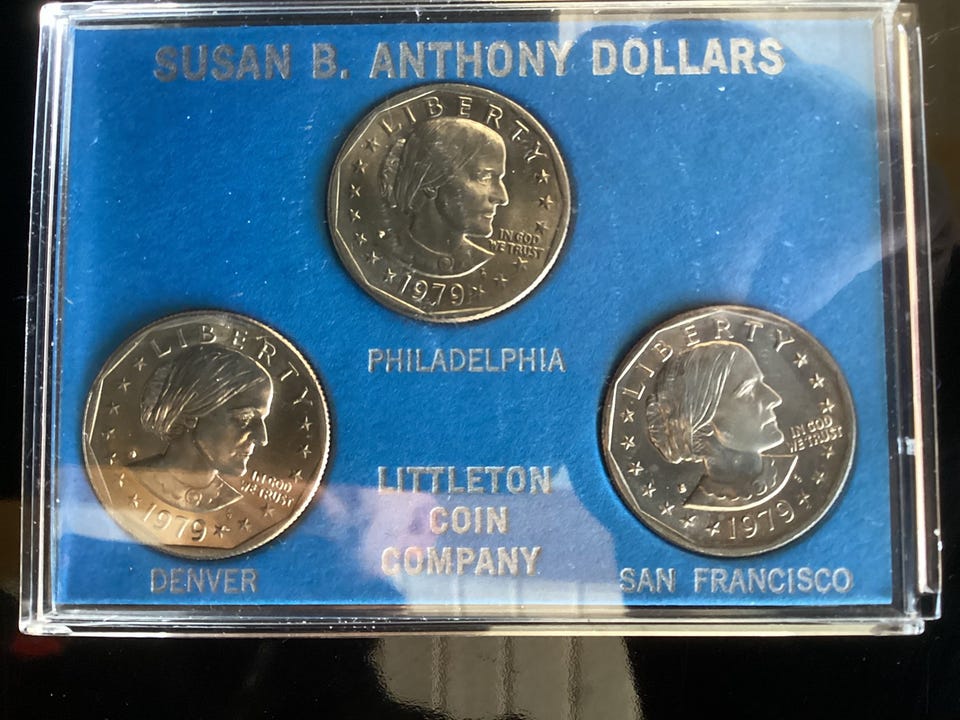 SUSAN B. ANTHONY DOLLARS
LIBERTY
IN GOD
WE TRUST
1979
PHILADELPHIA
LIBERTY
IN GOD
WE TRUST
1979
DENVER
LITTLETON
COIN
COMPANY
LIBERTY
IN GOD
WE TRUST
1979
SAN FRANCISCO